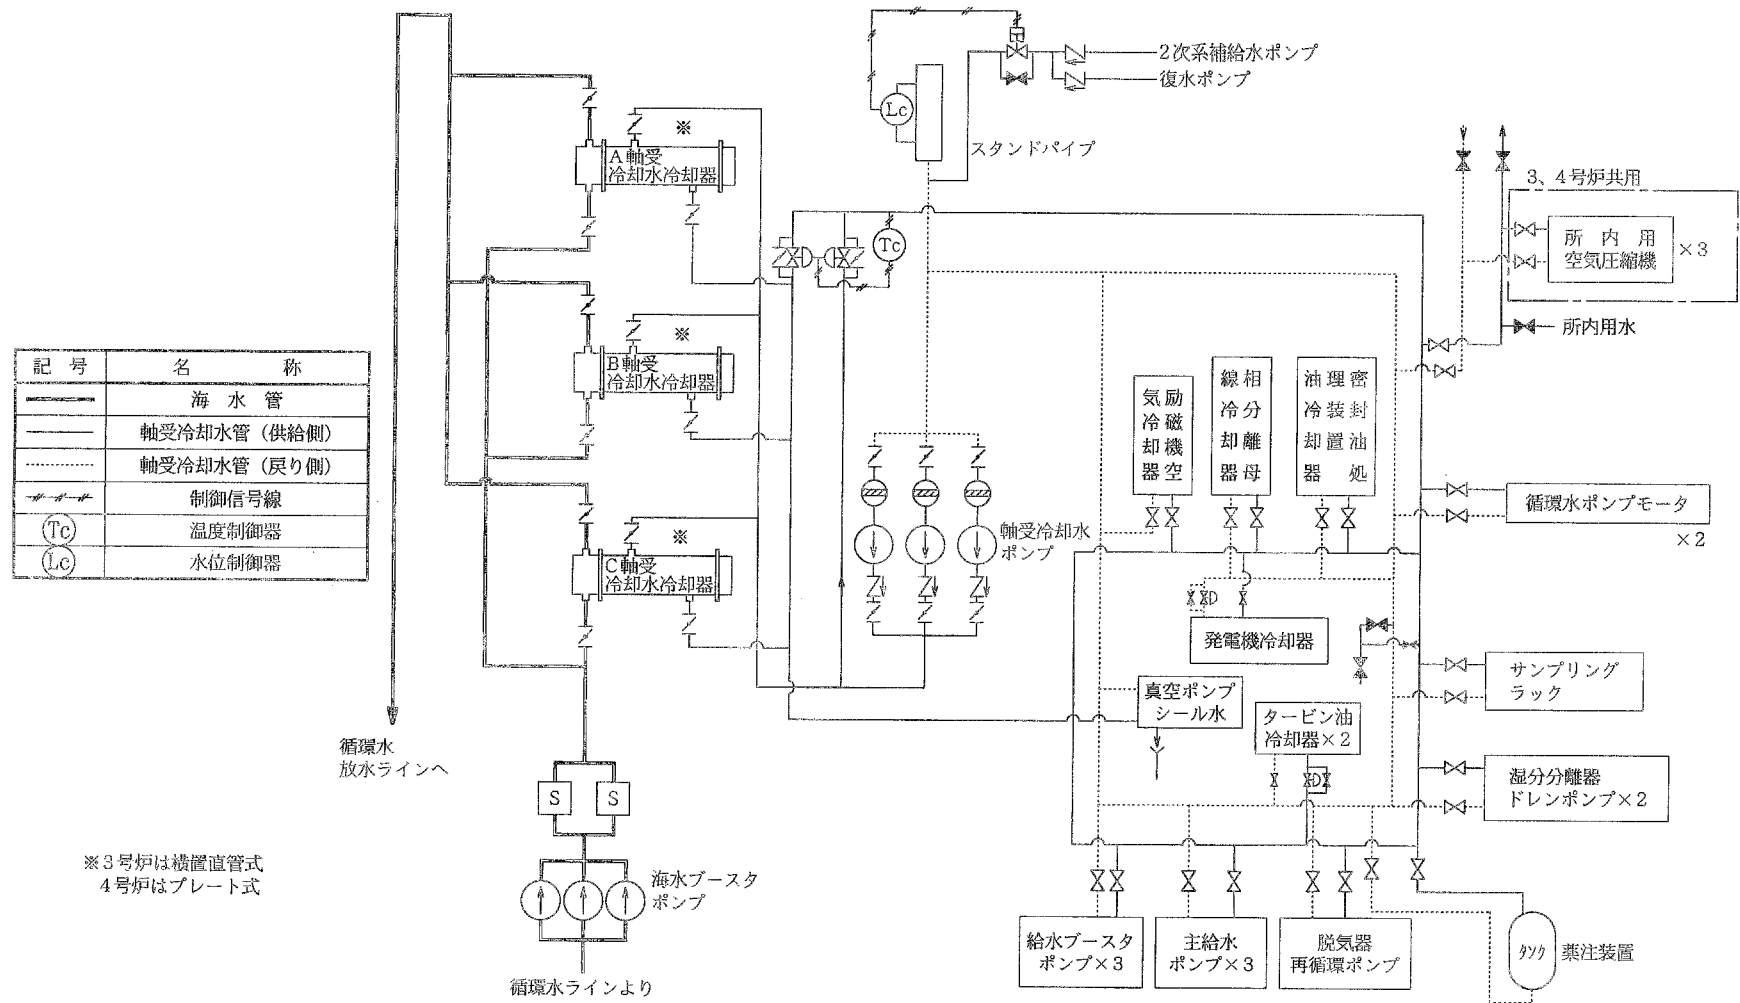 2次系補給水ポンプ
復水ポンプ
Lc
スタンドパイプ
A軸受
冷却水冷却器
※
Tc
3、4号炉共用
所内用
空気圧縮機
×3
所内用水
B軸受
冷却水冷却器
※
記号 名称
海水管
軸受冷却水管(供給側)
軸受冷却水管(戻り側)
制御信号線
Tc 温度制御器
Lc 水位制御器
励磁機空
気冷却器
相分離母
線冷却器
密封油処
理装置
油冷却器
循環水ポンプモータ
×2
軸受冷却水
ポンプ
C軸受
冷却水冷却器
※
発電機冷却器
サンプリング
ラック
真空ポンプ
シール水
タービン油
冷却器×2
湿分分離器
ドレンポンプ×2
循環水
放水ラインへ
S
S
※3号炉は横置直管式
4号炉はプレート式
海水ブースタ
ポンプ
循環水ラインより
給水ブースタ
ポンプ×3
主給水
ポンプ×3
脱気器
再循環ポンプ
タンク
薬注装置